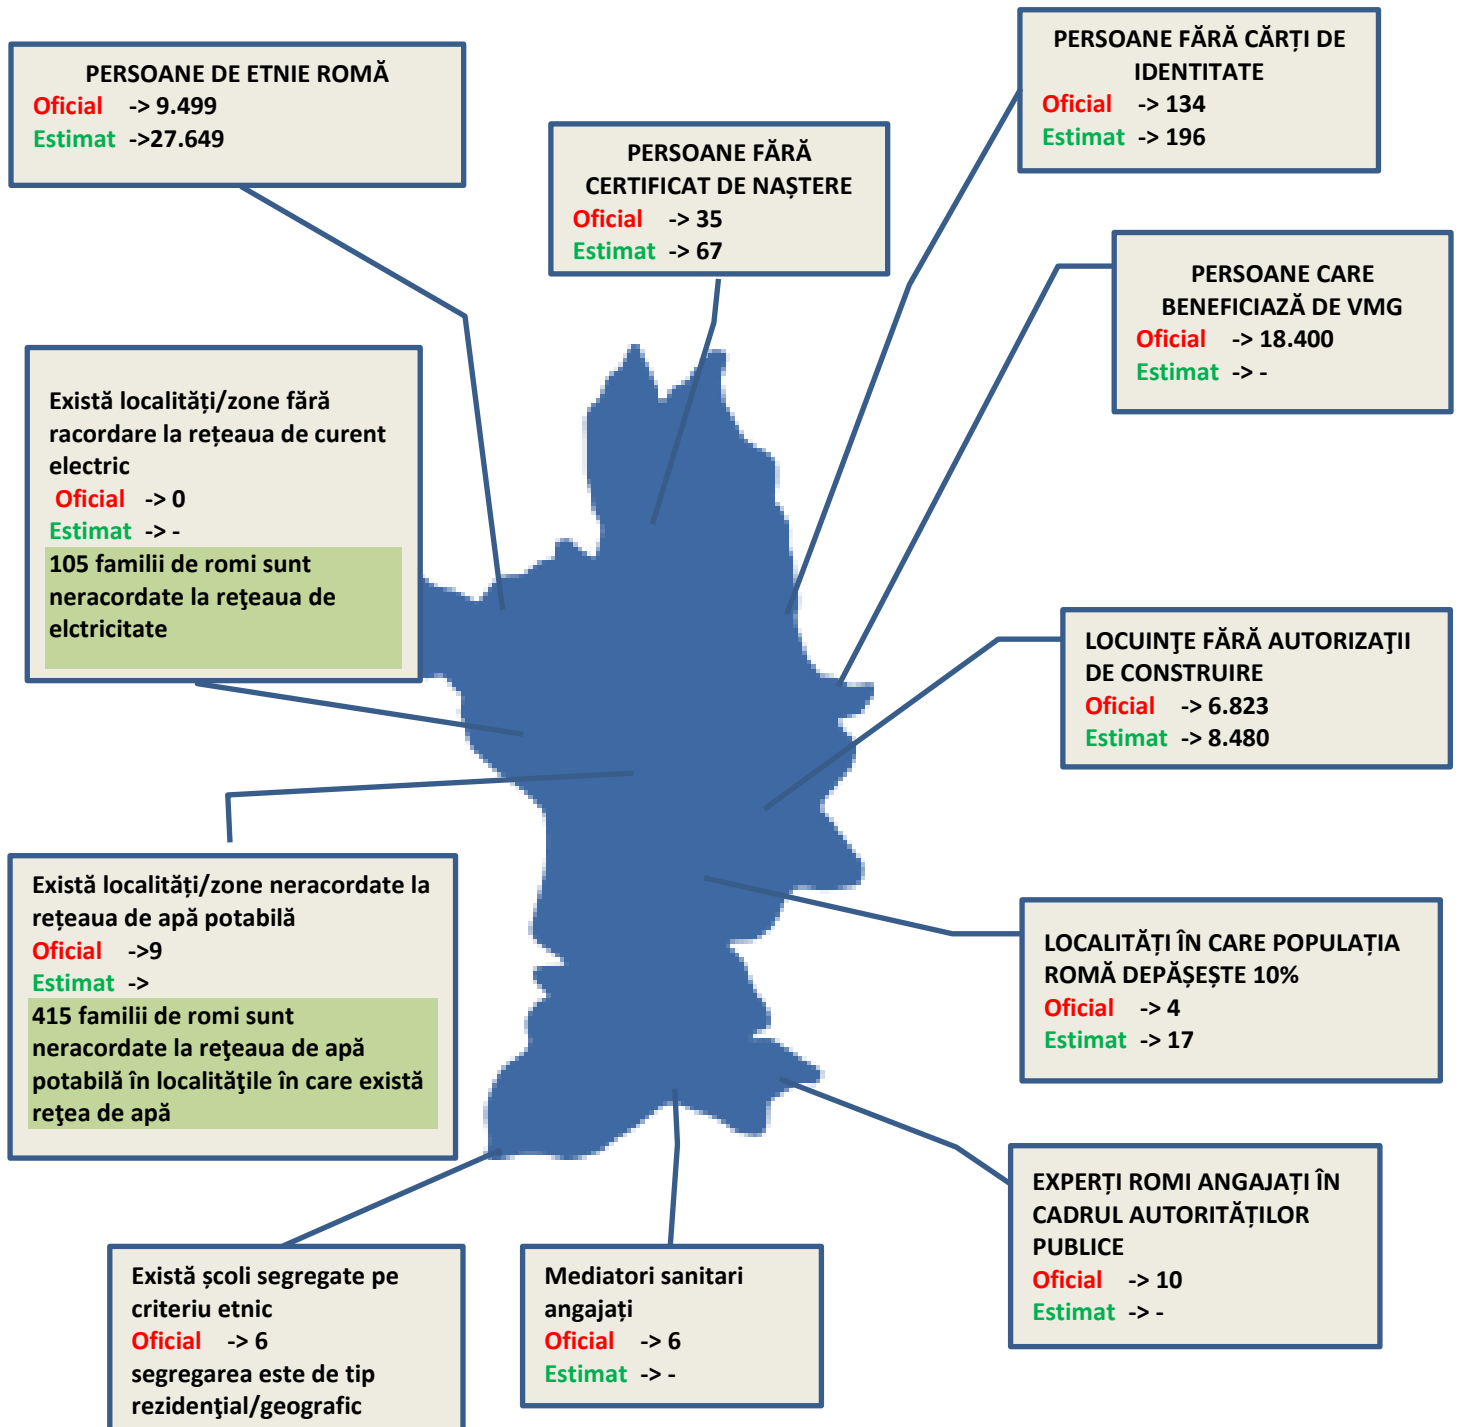 PERSOANE DE ETNIE ROMĂ
Oficial -> 9.499
Estimat ->27.649
PERSOANE FĂRĂ
CERTIFICAT DE NAȘTERE
Oficial -> 35
Estimat -> 67
PERSOANE FĂRĂ CĂRȚI DE
IDENTITATE
Oficial -> 134
Estimat -> 196
PERSOANE CARE
BENEFICIAZĂ DE VMG
Oficial -> 18.400
Estimat -> -
Există localități/zone fără
racordare la rețeaua de curent
electric
Oficial -> 0
Estimat -> -
105 familii de romi sunt
neracordate la reţeaua de
elctricitate
LOCUINŢE FĂRĂ AUTORIZAŢII
DE CONSTRUIRE
Oficial -> 6.823
Estimat -> 8.480
Există localități/zone neracordate la
rețeaua de apă potabilă
Oficial ->9
Estimat ->
415 familii de romi sunt
neracordate la reţeaua de apă
potabilă în localităţile în care există
reţea de apă
LOCALITĂȚI ÎN CARE POPULAȚIA
ROMĂ DEPĂȘEȘTE 10%
Oficial -> 4
Estimat -> 17
EXPERȚI ROMI ANGAJAȚI ÎN
CADRUL AUTORITĂȚILOR
PUBLICE
Oficial -> 10
Estimat -> -
Există școli segregate pe
criteriu etnic
Oficial -> 6
segregarea este de tip
rezidenţial/geografic
Mediatori sanitari
angajați
Oficial -> 6
Estimat -> -